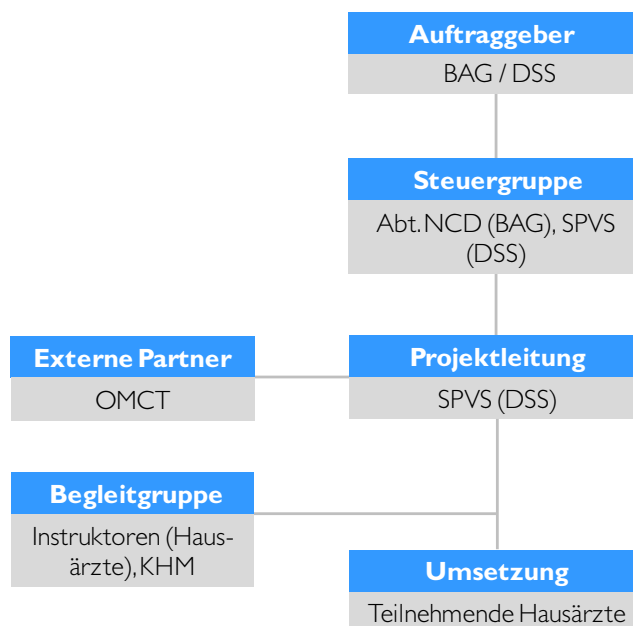 Auftraggeber
BAG / DSS
Steuergruppe
Abt. NCD (BAG), SPVS
(DSS)
Externe Partner
OMCT
Projektleitung
SPVS (DSS)
Begleitgruppe
Instruktoren (Haus-
ärzte), KHM
Umsetzung
Teilnehmende Hausärzte